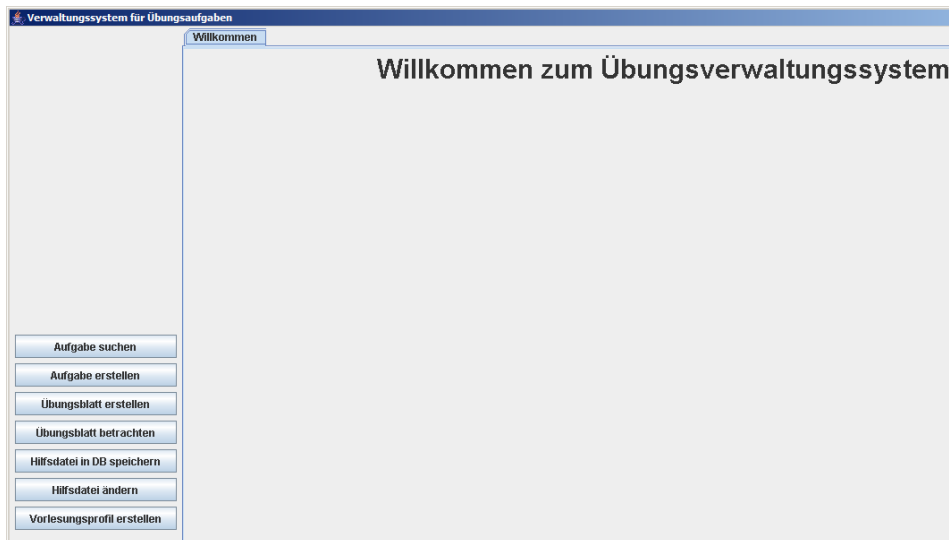 Verwaltungssystem für Übungsaufgaben
Willkommen
Willkommen zum Übungsverwaltungssystem
Aufgabe suchen
Aufgabe erstellen
Übungsblatt erstellen
Übungsblatt betrachten
Hilfsdatei in DB speichern
Hilfsdatei ändern
Vorlesungsprofil erstellen